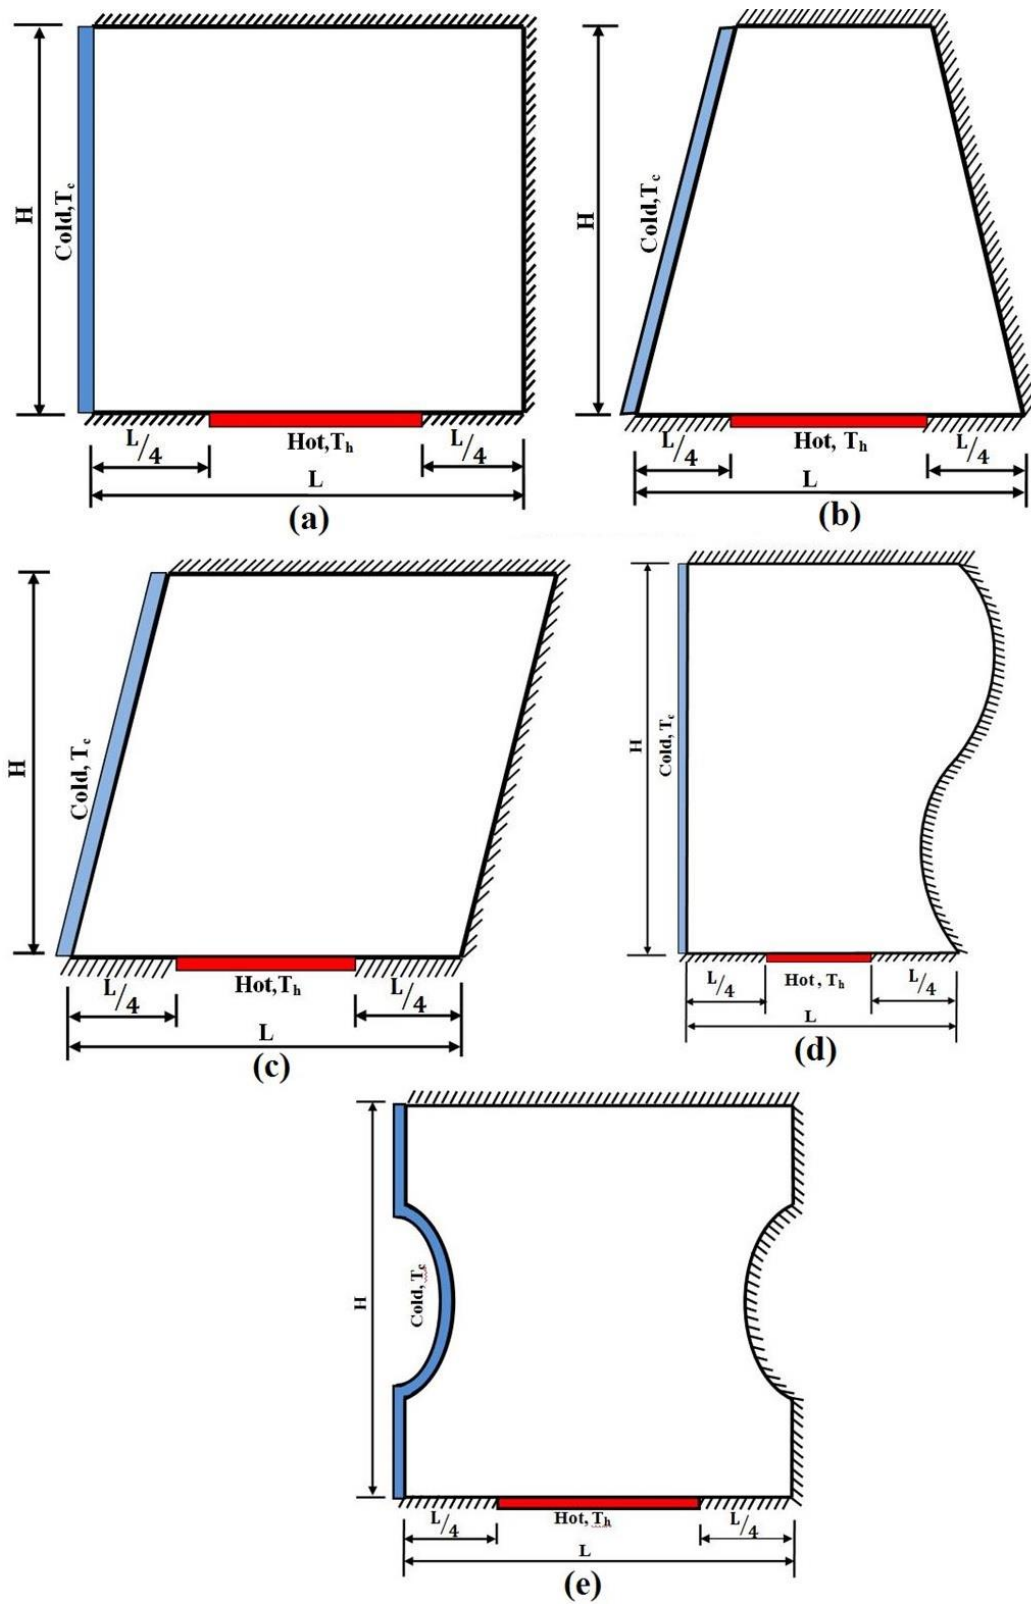 H
Cold,Tc
L/4
Hot,Th
L/4
L
(a)
H
Cold,Tc
L/4
Hot, Th
L/4
L
(b)
H
Cold, Tc
L/4
Hot,Th
L/4
L
(c)
H
Cold, Tc
L/4
Hot , Th
L/4
L
(d)
H
Cold, Tc
L/4
Hot, Th
L/4
L
(e)